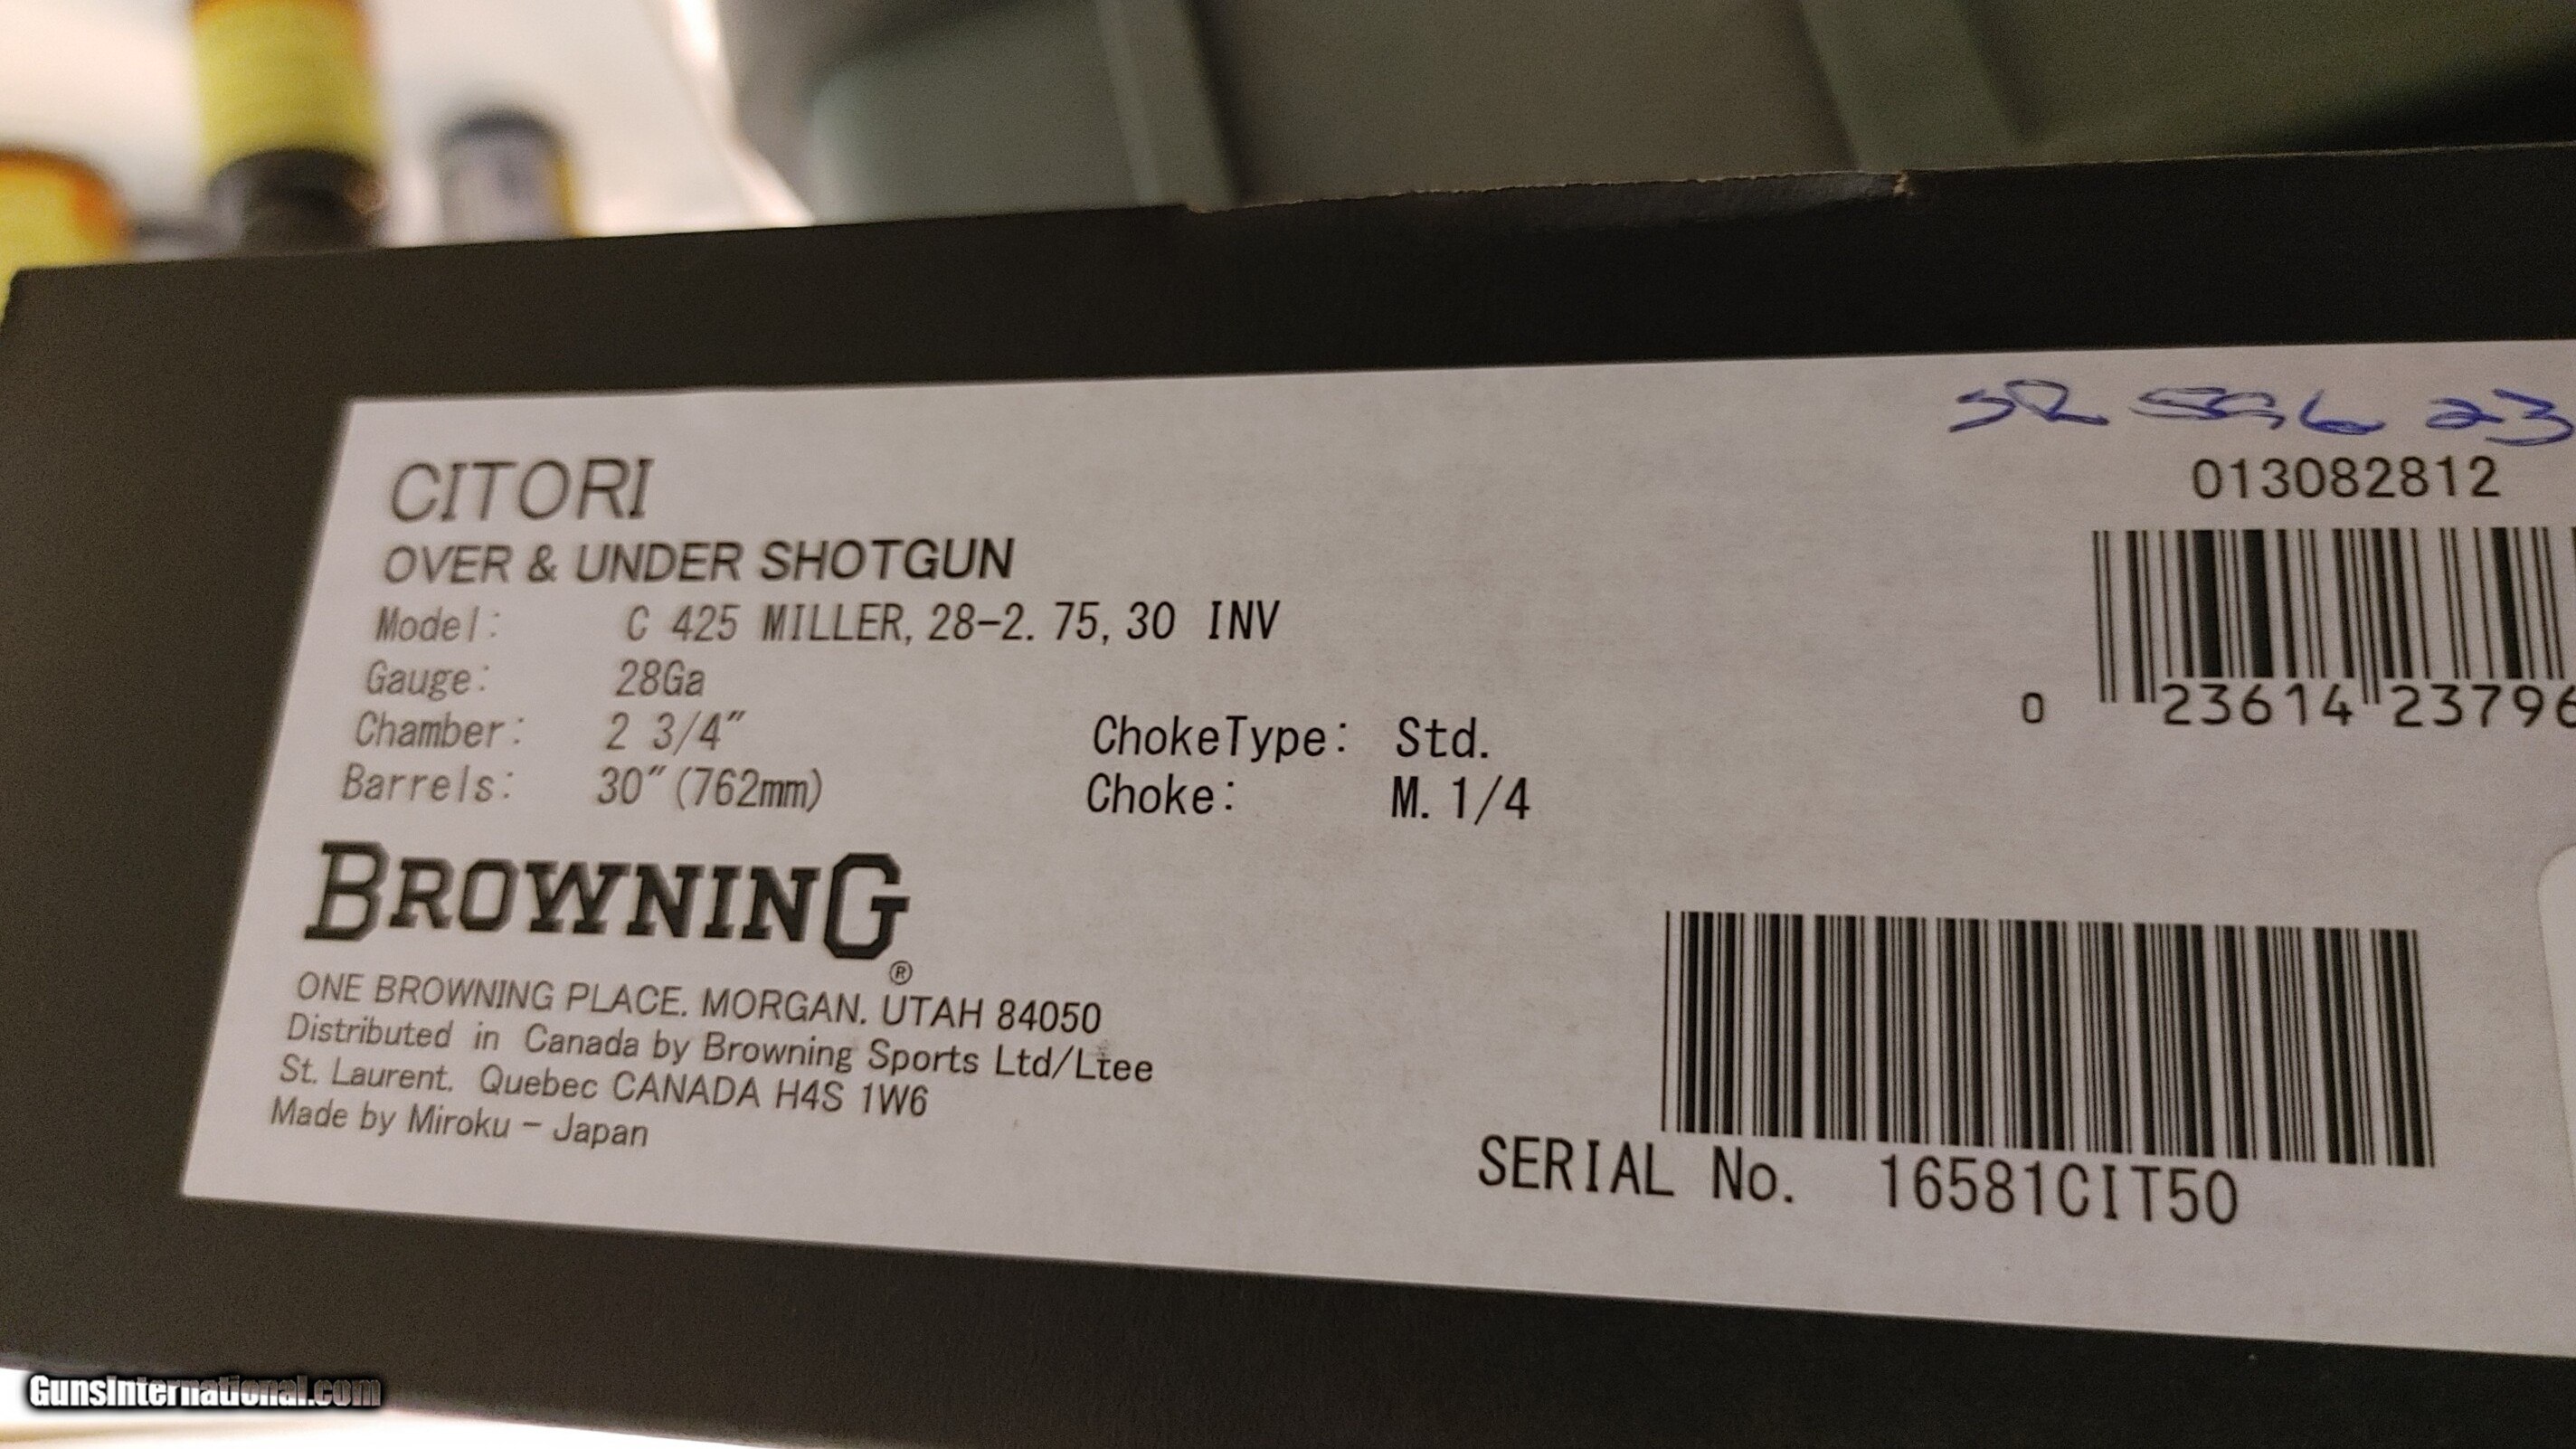 CITORI
OVER & UNDER SHOTGUN
Model: C 425 MILLER, 28-2. 75, 30 INV
Gauge: 28Ga
Chamber: 2 3/4"
Barrels: 30"(762mm)
ChokeType: Std.
Choke: M. 1/4
BROWNING®
ONE BROWNING PLACE. MORGAN. UTAH 84050
Distributed in Canada by Browning Sports Ltd/Ltee
St. Laurent. Quebec CANADA H4S 1W6
Made by Miroku - Japan
013082812
0 23614 23796
SERIAL No. 16581CIT50
GunsInternational.com